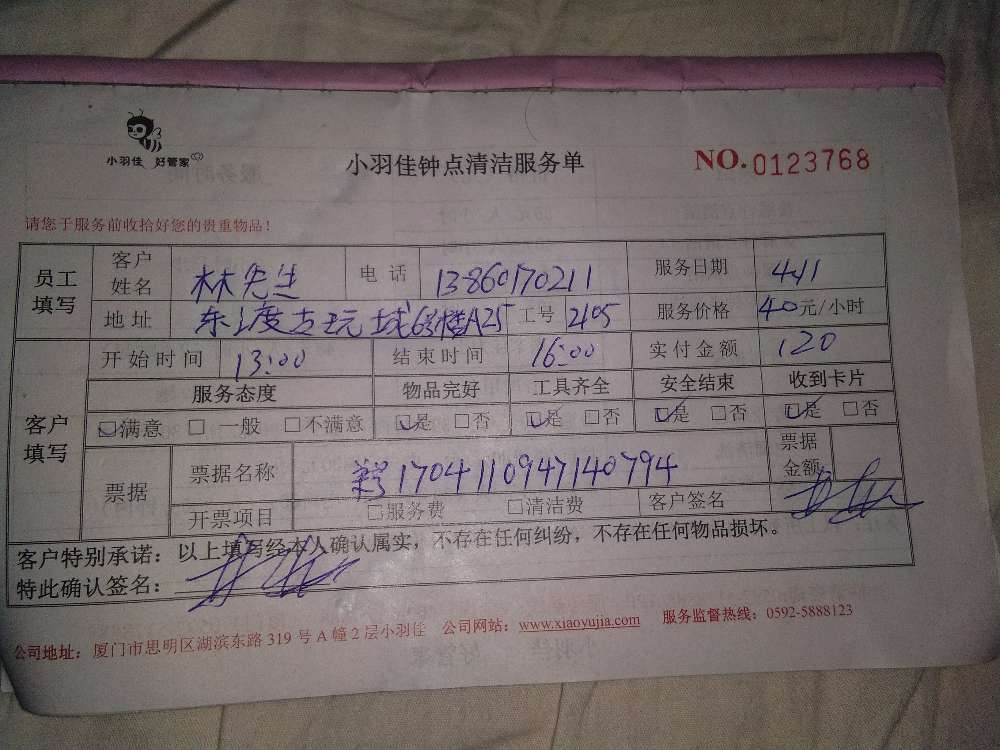 小羽佳 好管家
小羽佳钟点清洁服务单
NO.0123768
请您于服务前收拾好您的贵重物品！
员工填写 客户姓名 林先生 电话 13860170211 服务日期 4.11
地址 东渡古玩城 楼A25 工号 2105 服务价格 40元/小时
客户填写 开始时间 13:00 结束时间 16:00 实付金额 120
服务态度 物品完好 工具齐全 安全结束 收到卡片
☑满意 □一般 □不满意 ☑是 □否 ☑是 □否 ☑是 □否 ☑是 □否
票据 票据名称 1704110947140794 票据金额
开票项目 □服务费 □清洁费 客户签名
客户特别承诺：以上填写经本人确认属实，不存在任何纠纷，不存在任何物品损坏。
特此确认签名：
公司地址：厦门市思明区湖滨东路 319 号 A 幢 2 层小羽佳 公司网站：www.xiaoyujia.com 服务监督热线：0592-5888123